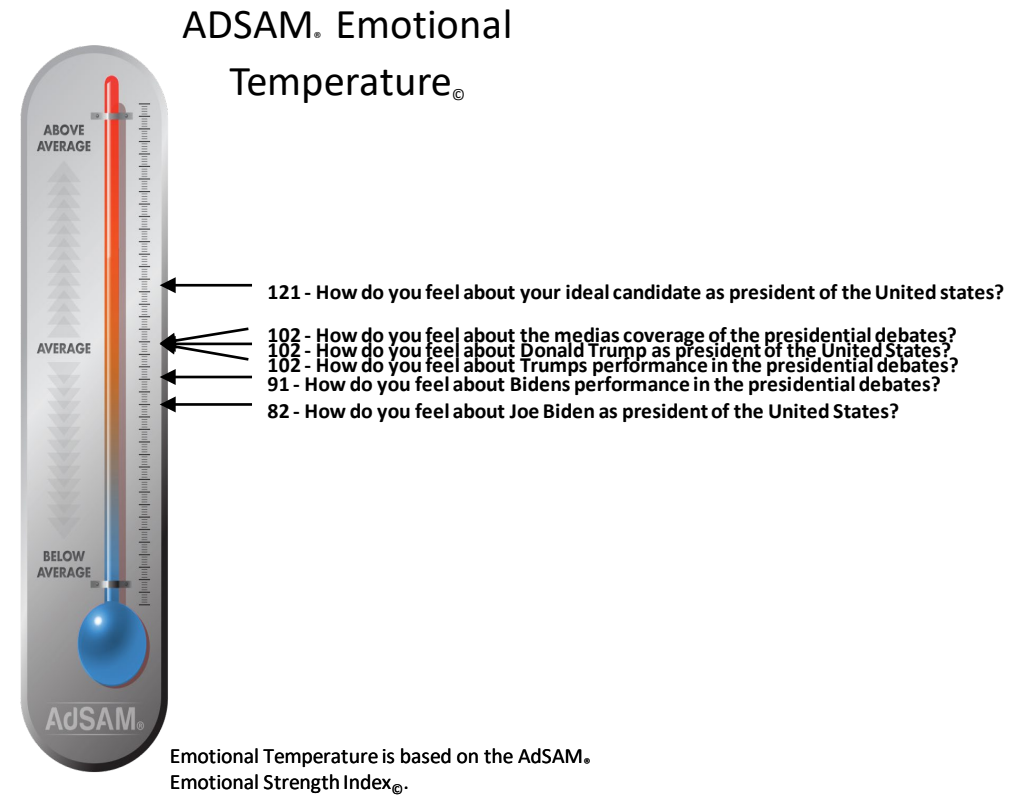 ADSAM® Emotional
Temperature©
ABOVE
AVERAGE
121 - How do you feel about your ideal candidate as president of the United states?
102 - How do you feel about the medias coverage of the presidential debates?
AVERAGE
102 - How do you feel about Donald Trump as president of the United States?
102 - How do you feel about Trumps performance in the presidential debates?
91 - How do you feel about Bidens performance in the presidential debates?
82 - How do you feel about Joe Biden as president of the United States?
BELOW
AVERAGE
AdSAM®
Emotional Temperature is based on the AdSAM®
Emotional Strength Index©.